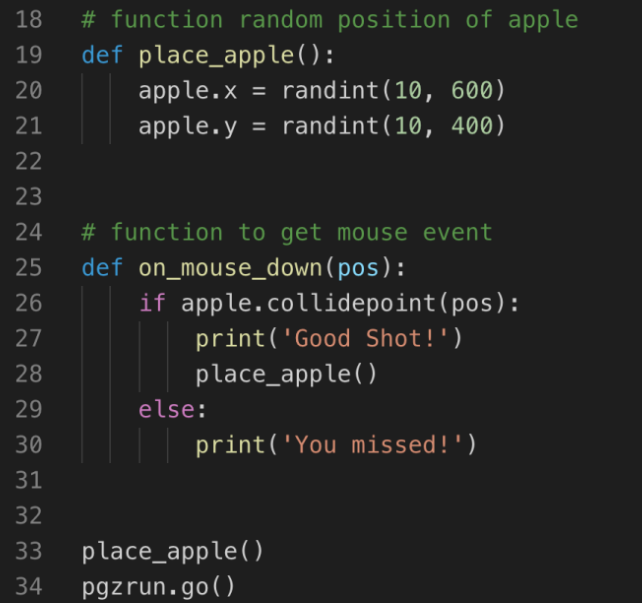 18 # function random position of apple
19 def place_apple():
20     apple.x = randint(10, 600)
21     apple.y = randint(10, 400)
22
23
24 # function to get mouse event
25 def on_mouse_down(pos):
26     if apple.collidepoint(pos):
27         print('Good Shot!')
28         place_apple()
29     else:
30         print('You missed!')
31
32
33 place_apple()
34 pgzrun.go()